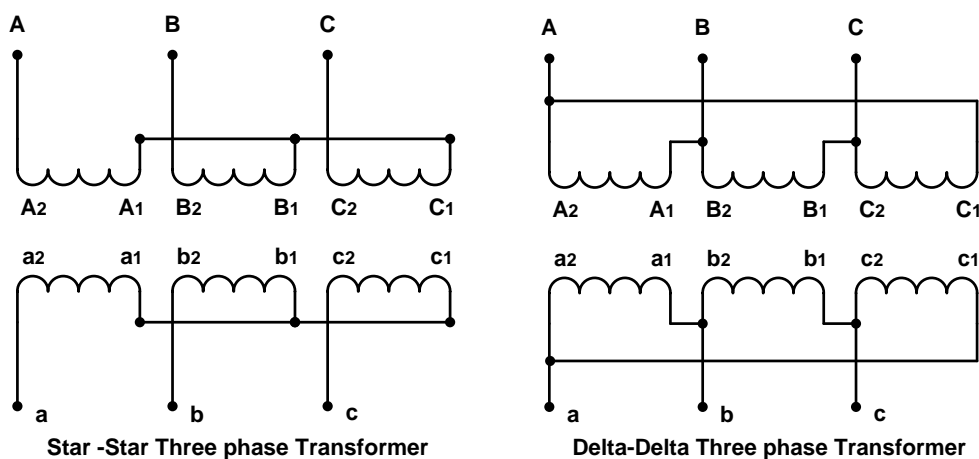 A B C
A2 A1 B2 B1 C2 C1
a2 a1 b2 b1 c2 c1
a b c
Star -Star Three phase Transformer
A B C
A2 A1 B2 B1 C2 C1
a2 a1 b2 b1 c2 c1
a b c
Delta-Delta Three phase Transformer